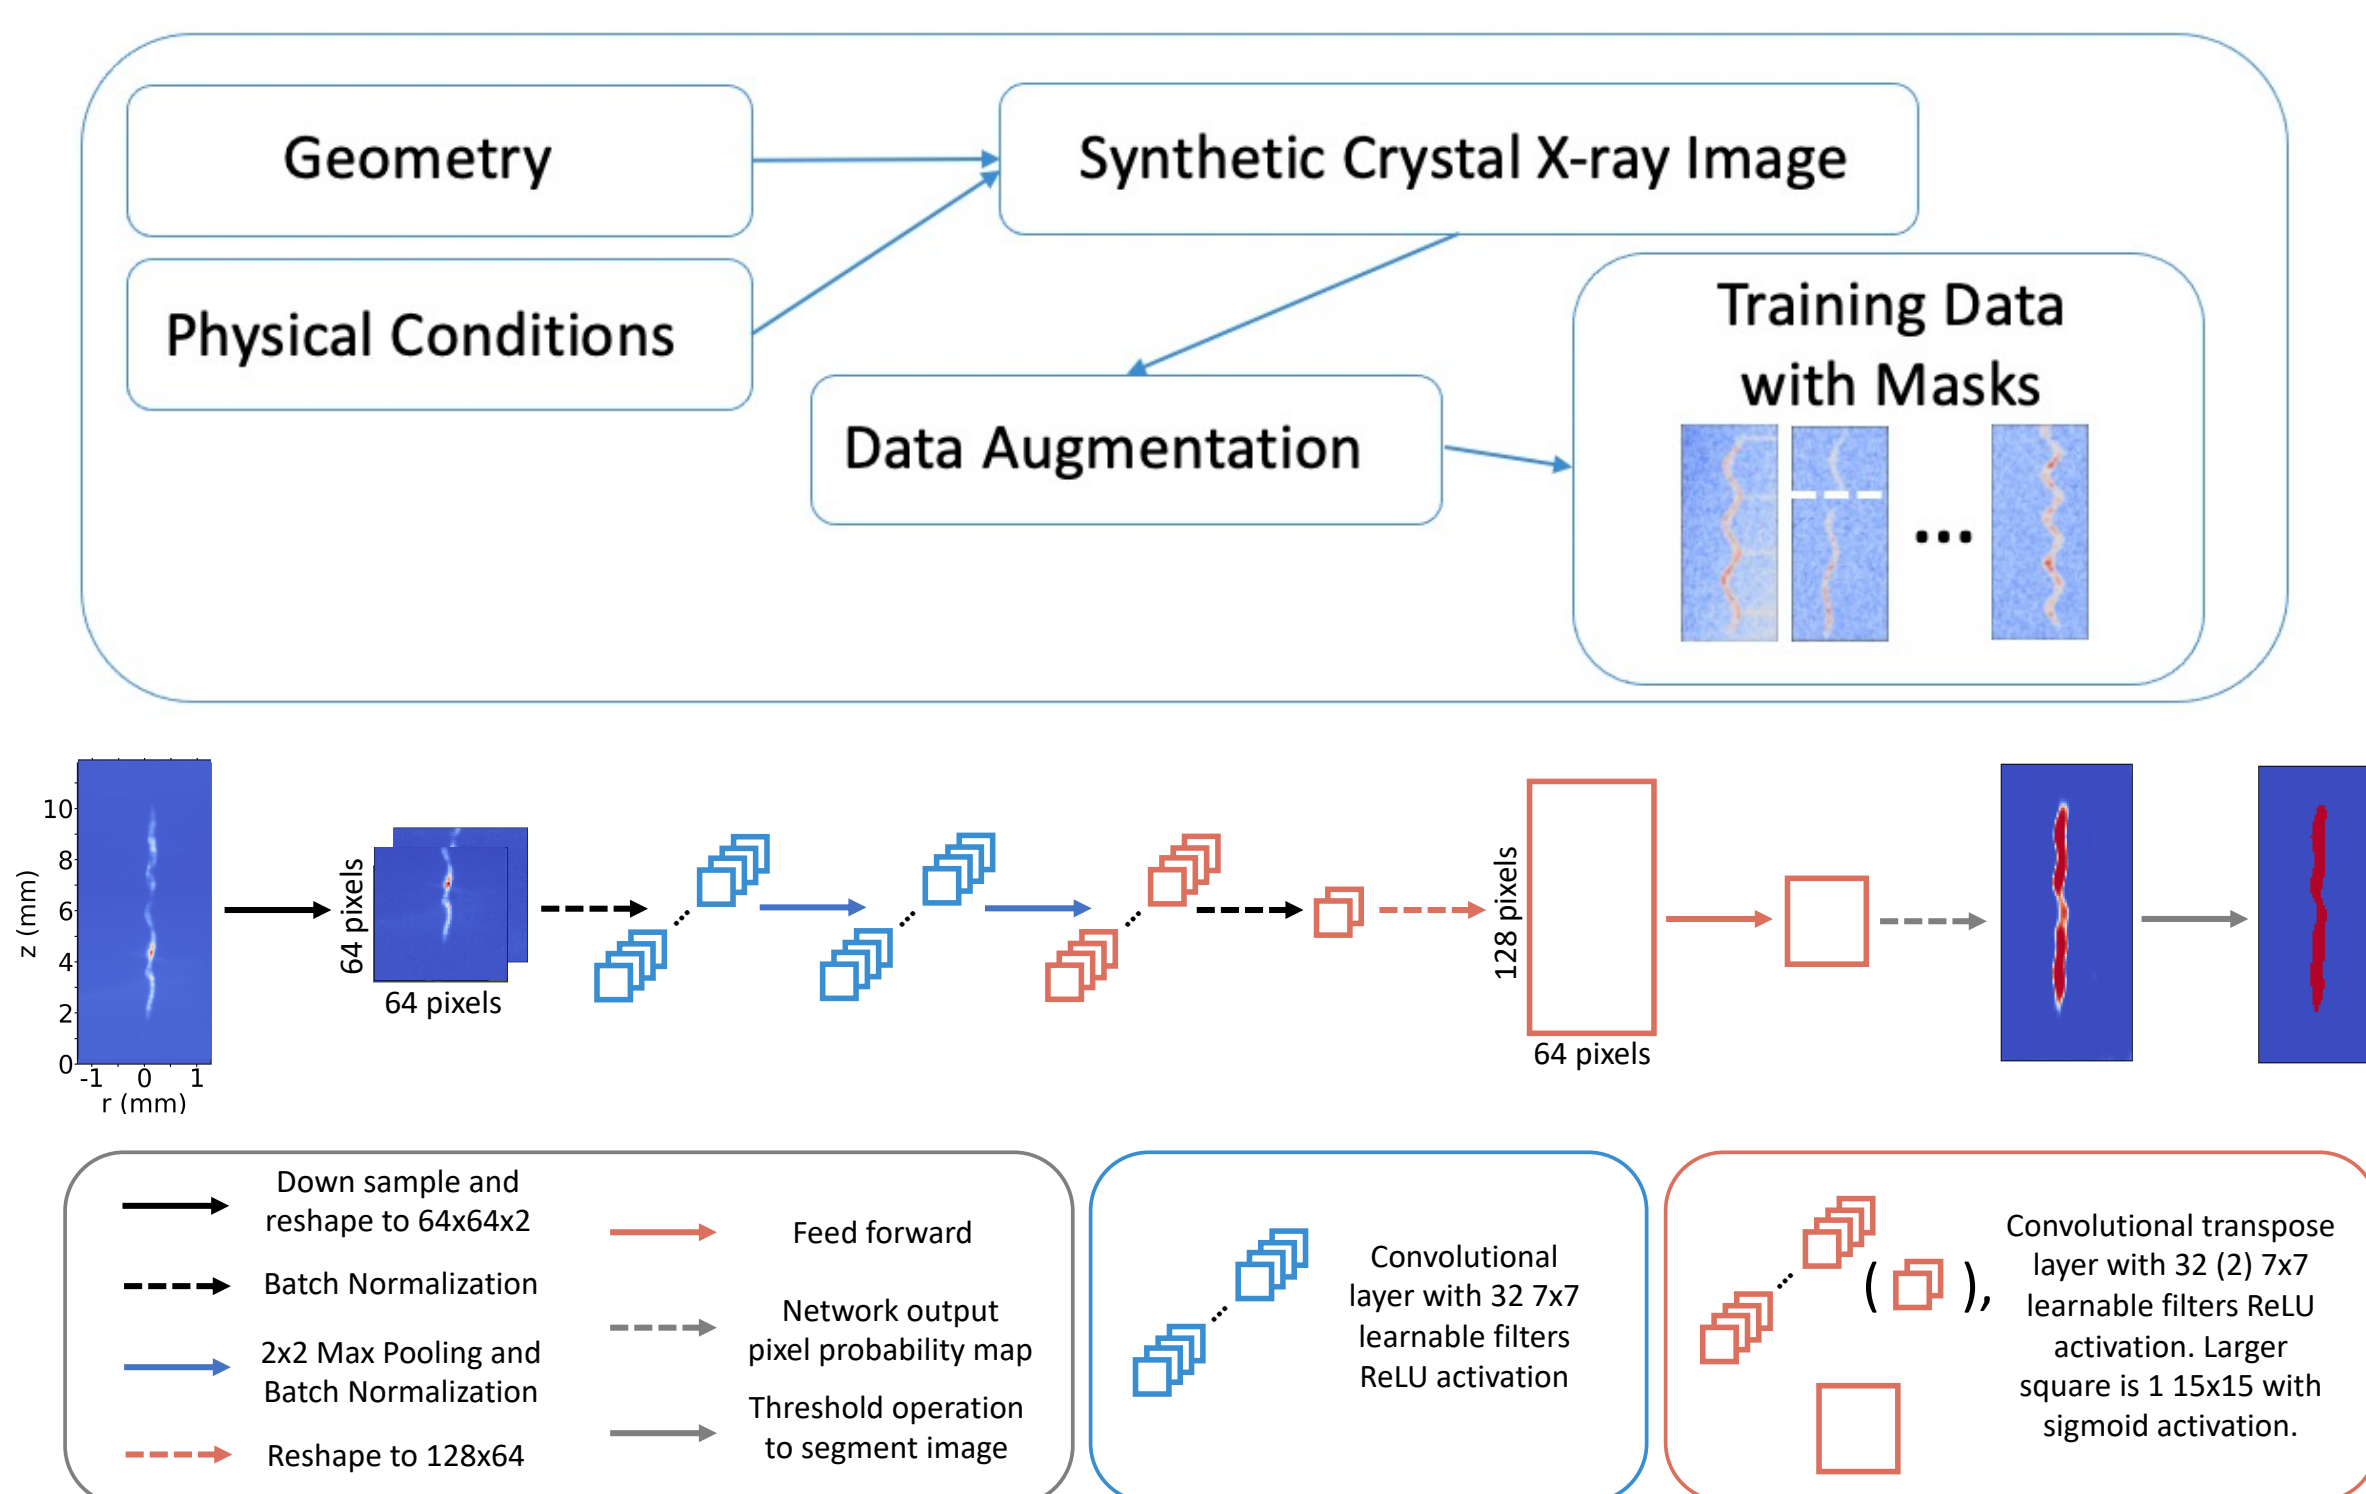 Geometry
Synthetic Crystal X-ray Image
Physical Conditions
Data Augmentation
Training Data
with Masks
...
z (mm)
10
8
6
4
2
0
-1 0 1
r (mm)
64 pixels
64 pixels
128 pixels
64 pixels
Down sample and
reshape to 64x64x2
Batch Normalization
2x2 Max Pooling and
Batch Normalization
Reshape to 128x64
Feed forward
Network output
pixel probability map
Threshold operation
to segment image
Convolutional
layer with 32 7x7
learnable filters
ReLU activation
( ),
Convolutional transpose
layer with 32 (2) 7x7
learnable filters ReLU
activation. Larger
square is 1 15x15 with
sigmoid activation.